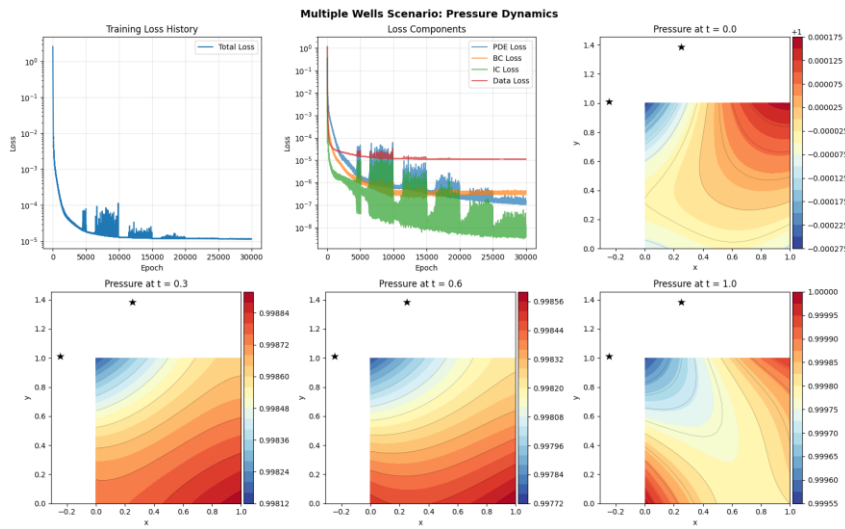 Multiple Wells Scenario: Pressure Dynamics
Training Loss History
Total Loss
10⁰
10⁻¹
10⁻²
10⁻³
10⁻⁴
10⁻⁵
Loss
0 5000 10000 15000 20000 25000 30000
Epoch
Loss Components
PDE Loss
BC Loss
IC Loss
Data Loss
10⁰
10⁻¹
10⁻²
10⁻³
10⁻⁴
10⁻⁵
10⁻⁶
10⁻⁷
10⁻⁸
Loss
0 5000 10000 15000 20000 25000 30000
Epoch
Pressure at t = 0.0
1.4
1.2
1.0
0.8
0.6
0.4
0.2
0.0
y
−0.2 0.0 0.2 0.4 0.6 0.8 1.0
x
+1
0.000175
0.000125
0.000075
0.000025
−0.000025
−0.000075
−0.000125
−0.000175
−0.000225
−0.000275
Pressure at t = 0.3
1.4
1.2
1.0
0.8
0.6
0.4
0.2
0.0
y
−0.2 0.0 0.2 0.4 0.6 0.8 1.0
x
0.99884
0.99872
0.99860
0.99848
0.99836
0.99824
0.99812
Pressure at t = 0.6
1.4
1.2
1.0
0.8
0.6
0.4
0.2
0.0
y
−0.2 0.0 0.2 0.4 0.6 0.8 1.0
x
0.99856
0.99844
0.99832
0.99820
0.99808
0.99796
0.99784
0.99772
Pressure at t = 1.0
1.4
1.2
1.0
0.8
0.6
0.4
0.2
0.0
y
−0.2 0.0 0.2 0.4 0.6 0.8 1.0
x
1.00000
0.99995
0.99990
0.99985
0.99980
0.99975
0.99970
0.99965
0.99960
0.99955